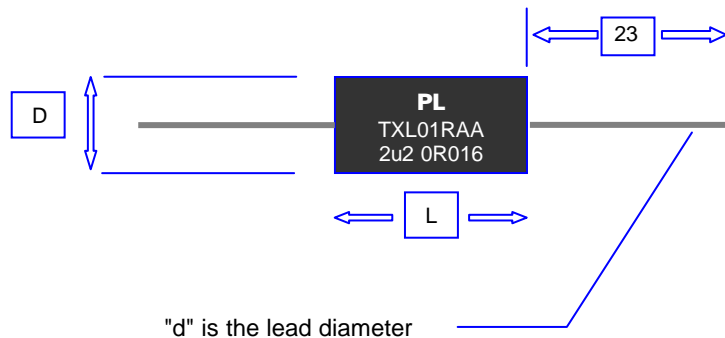 23
D
PL
TXL01RAA
2u2 0R016
L
"d" is the lead diameter